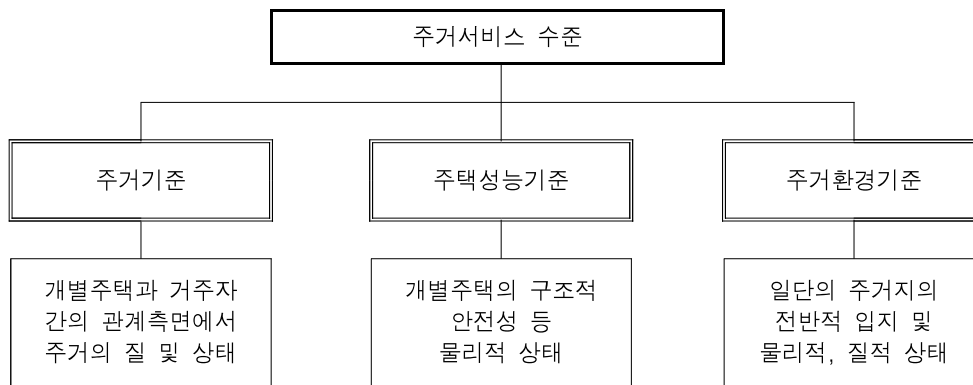 주거서비스 수준
주거기준
주택성능기준
주거환경기준
개별주택과 거주자
간의 관계측면에서
주거의 질 및 상태
개별주택의 구조적
안전성 등
물리적 상태
일단의 주거지의
전반적 입지 및
물리적, 질적 상태